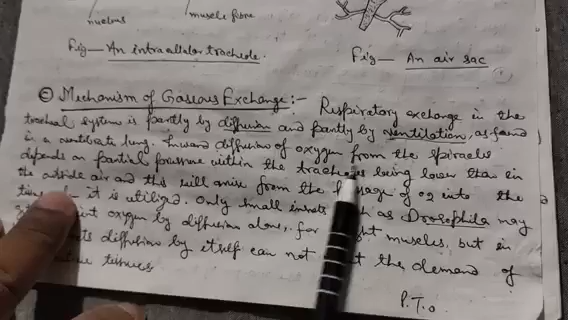 nucleus
muscle fibre
Fig— An intracellular tracheole.
Fig— An air sac
Mechanism of Gaseous Exchange:— Respiratory exchange in the
tracheal system is partly by diffusion and partly by ventilation, as found
in a ventilate lung. Inward diffusion of oxygen from the spiracles
depends on partial pressure within the tracheoles being lower than in
the outside air and this will arise from the passage of O2 into the
it is utilized. Only small insects as Drosophila may
oxygen by diffusion alone, for muscles, but in
diffusion by itself can not the demand of
tissues.
P.T.O.